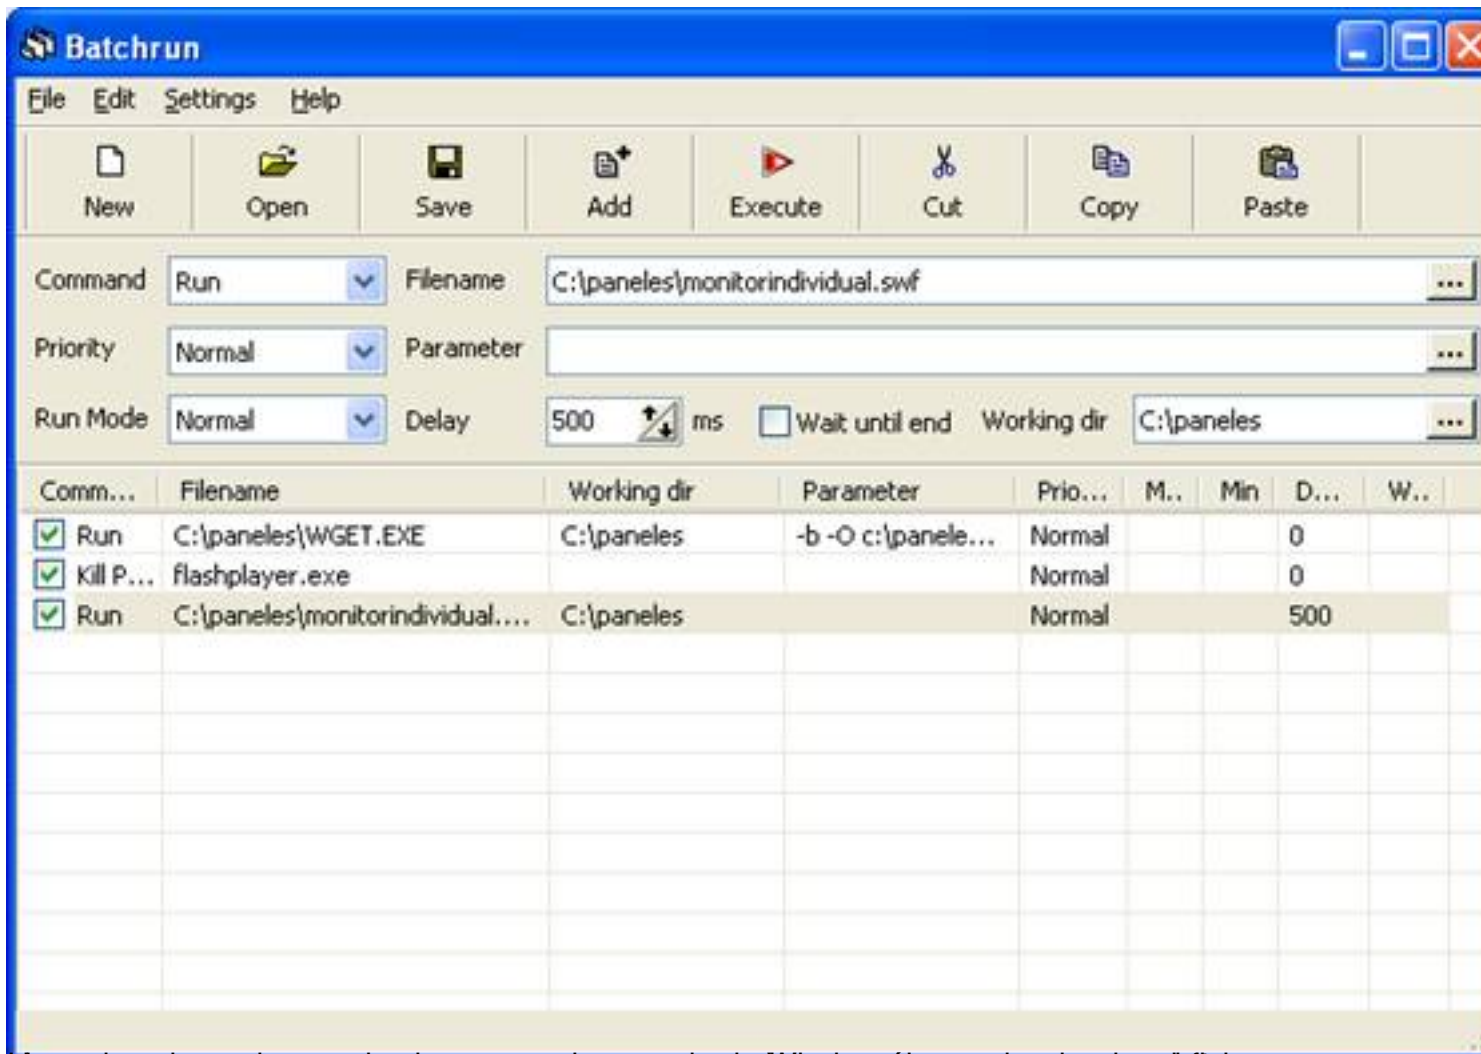 Batchrun
File Edit Settings Help
New Open Save Add Execute Cut Copy Paste
Command Run Filename C:\paneles\monitorindividual.swf ...
Priority Normal Parameter ...
Run Mode Normal Delay 500 ms Wait until end Working dir C:\paneles ...
Comm... Filename Working dir Parameter Prio... M.. Min D... W..
Run C:\paneles\WGET.EXE C:\paneles -b -O c:\panele... Normal 0
Kill P... flashplayer.exe Normal 0
Run C:\paneles\monitorindividual.... C:\paneles Normal 500